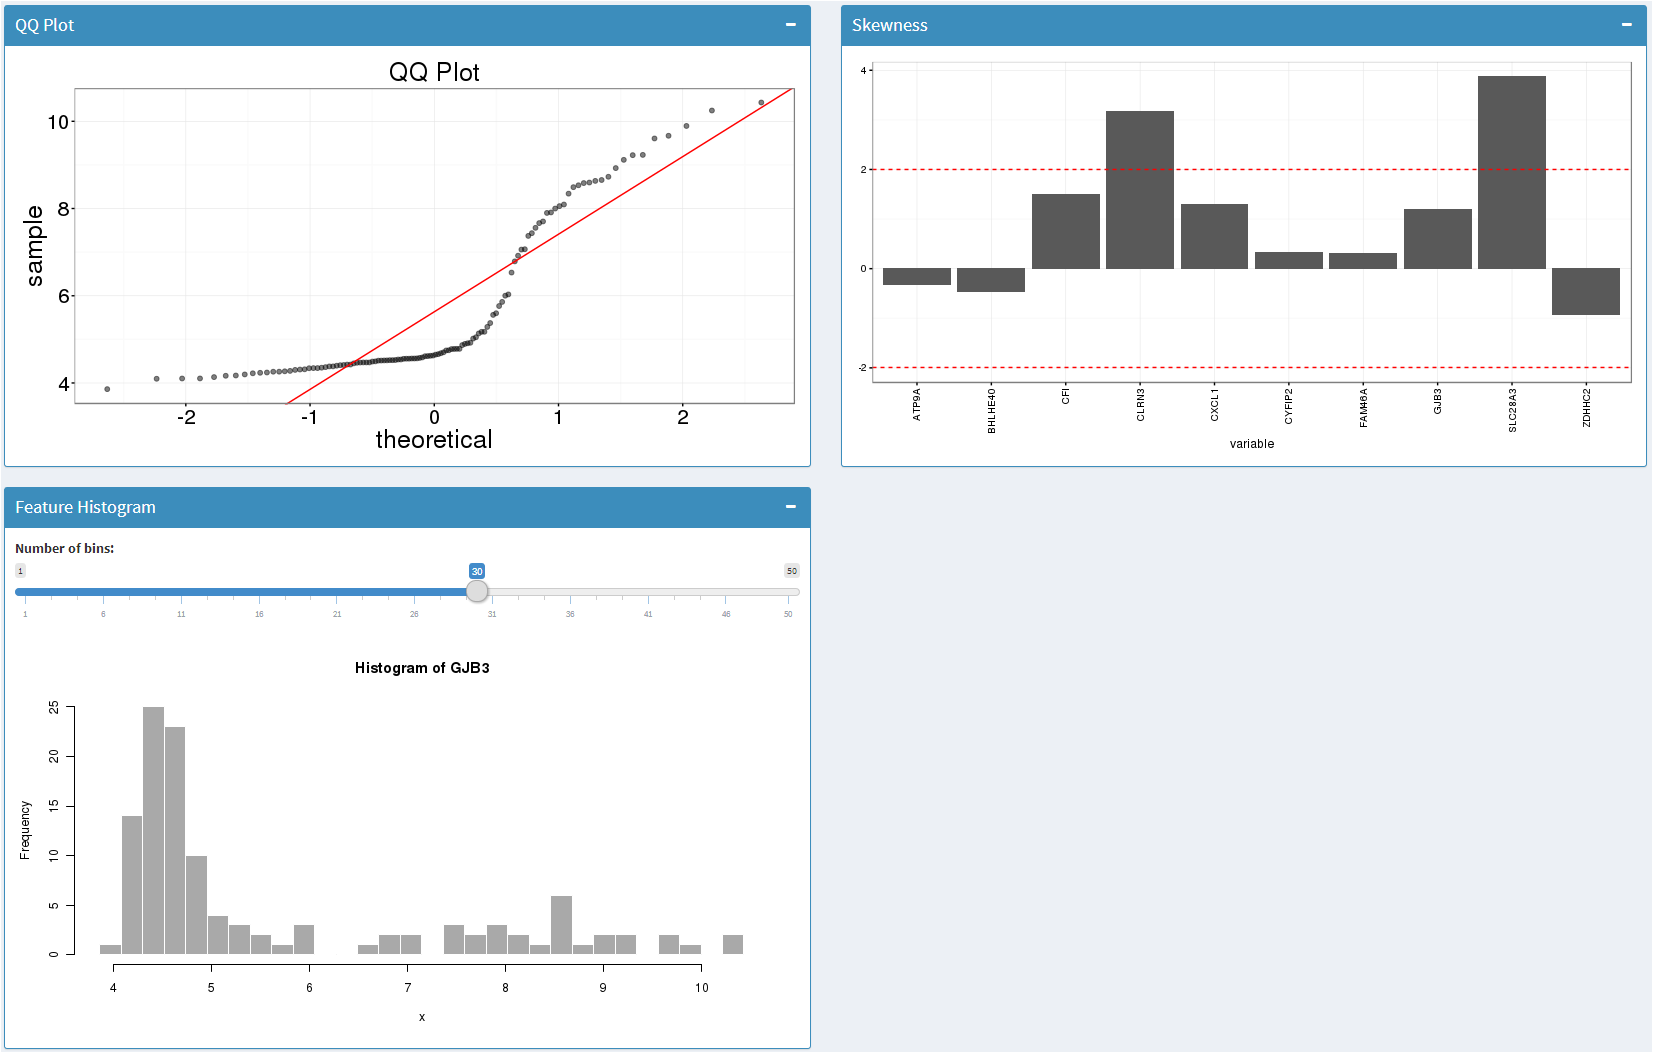 QQ Plot
QQ Plot
10
8
6
4
sample
-2 -1 0 1 2
theoretical
Skewness
4
2
0
-2
ATP9A BHLHE40 CFI CLRN3 CXCL1 CYFIP2 FAM46A GJB3 SLC28A3 ZDHHC2
variable
Feature Histogram
Number of bins:
1 30 50
1 6 11 16 21 26 31 36 41 46 50
Histogram of GJB3
25
20
15
10
5
0
Frequency
4 5 6 7 8 9 10
x